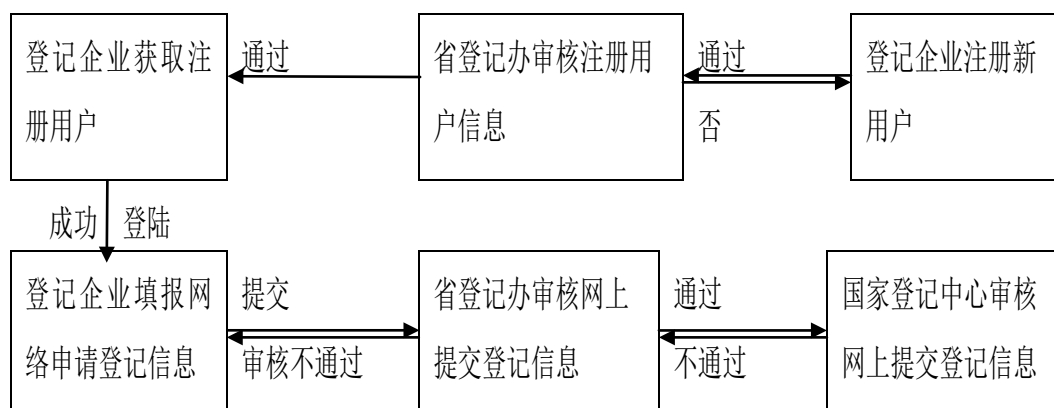 登记企业获取注
册用户
通过
省登记办审核注册用
户信息
通过
否
登记企业注册新
用户
成功 登陆
登记企业填报网
络申请登记信息
提交
审核不通过
省登记办审核网上
提交登记信息
通过
不通过
国家登记中心审核
网上提交登记信息